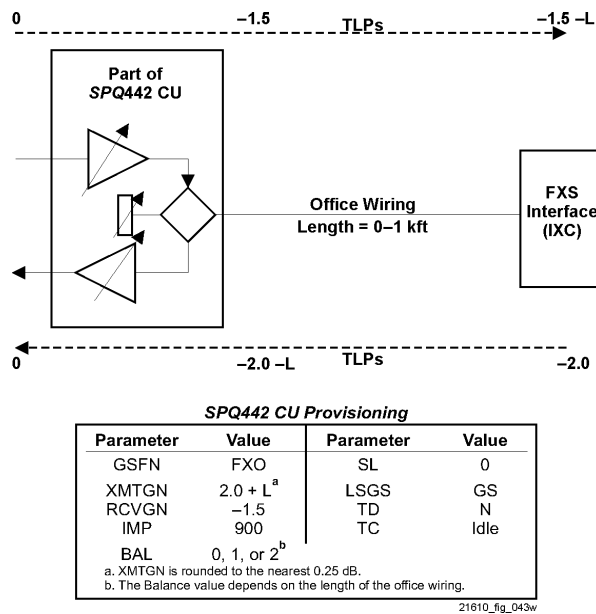 0 –1.5 –1.5 –L
TLPs
Part of
SPQ442 CU
Office Wiring
Length = 0–1 kft
FXS
Interface
(IXC)
0 –2.0 –L TLPs –2.0
SPQ442 CU Provisioning
Parameter Value Parameter Value
GSFN FXO SL 0
XMTGN 2.0 + La LSGS GS
RCVGN –1.5 TD N
IMP 900 TC Idle
BAL 0, 1, or 2b
a. XMTGN is rounded to the nearest 0.25 dB.
b. The Balance value depends on the length of the office wiring.
21610_fig_043w